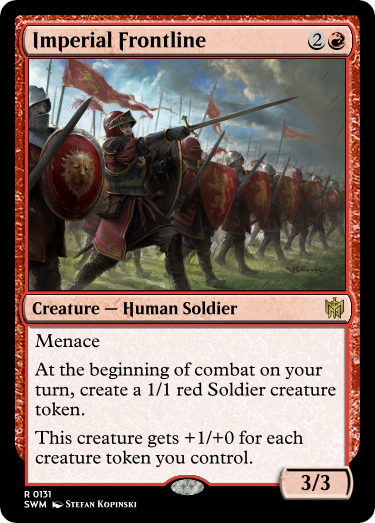 Imperial Frontline 2
Creature — Human Soldier
Menace
At the beginning of combat on your
turn, create a 1/1 red Soldier creature
token.
This creature gets +1/+0 for each
creature token you control.
3/3
R 0131
SWM Stefan Kopinski